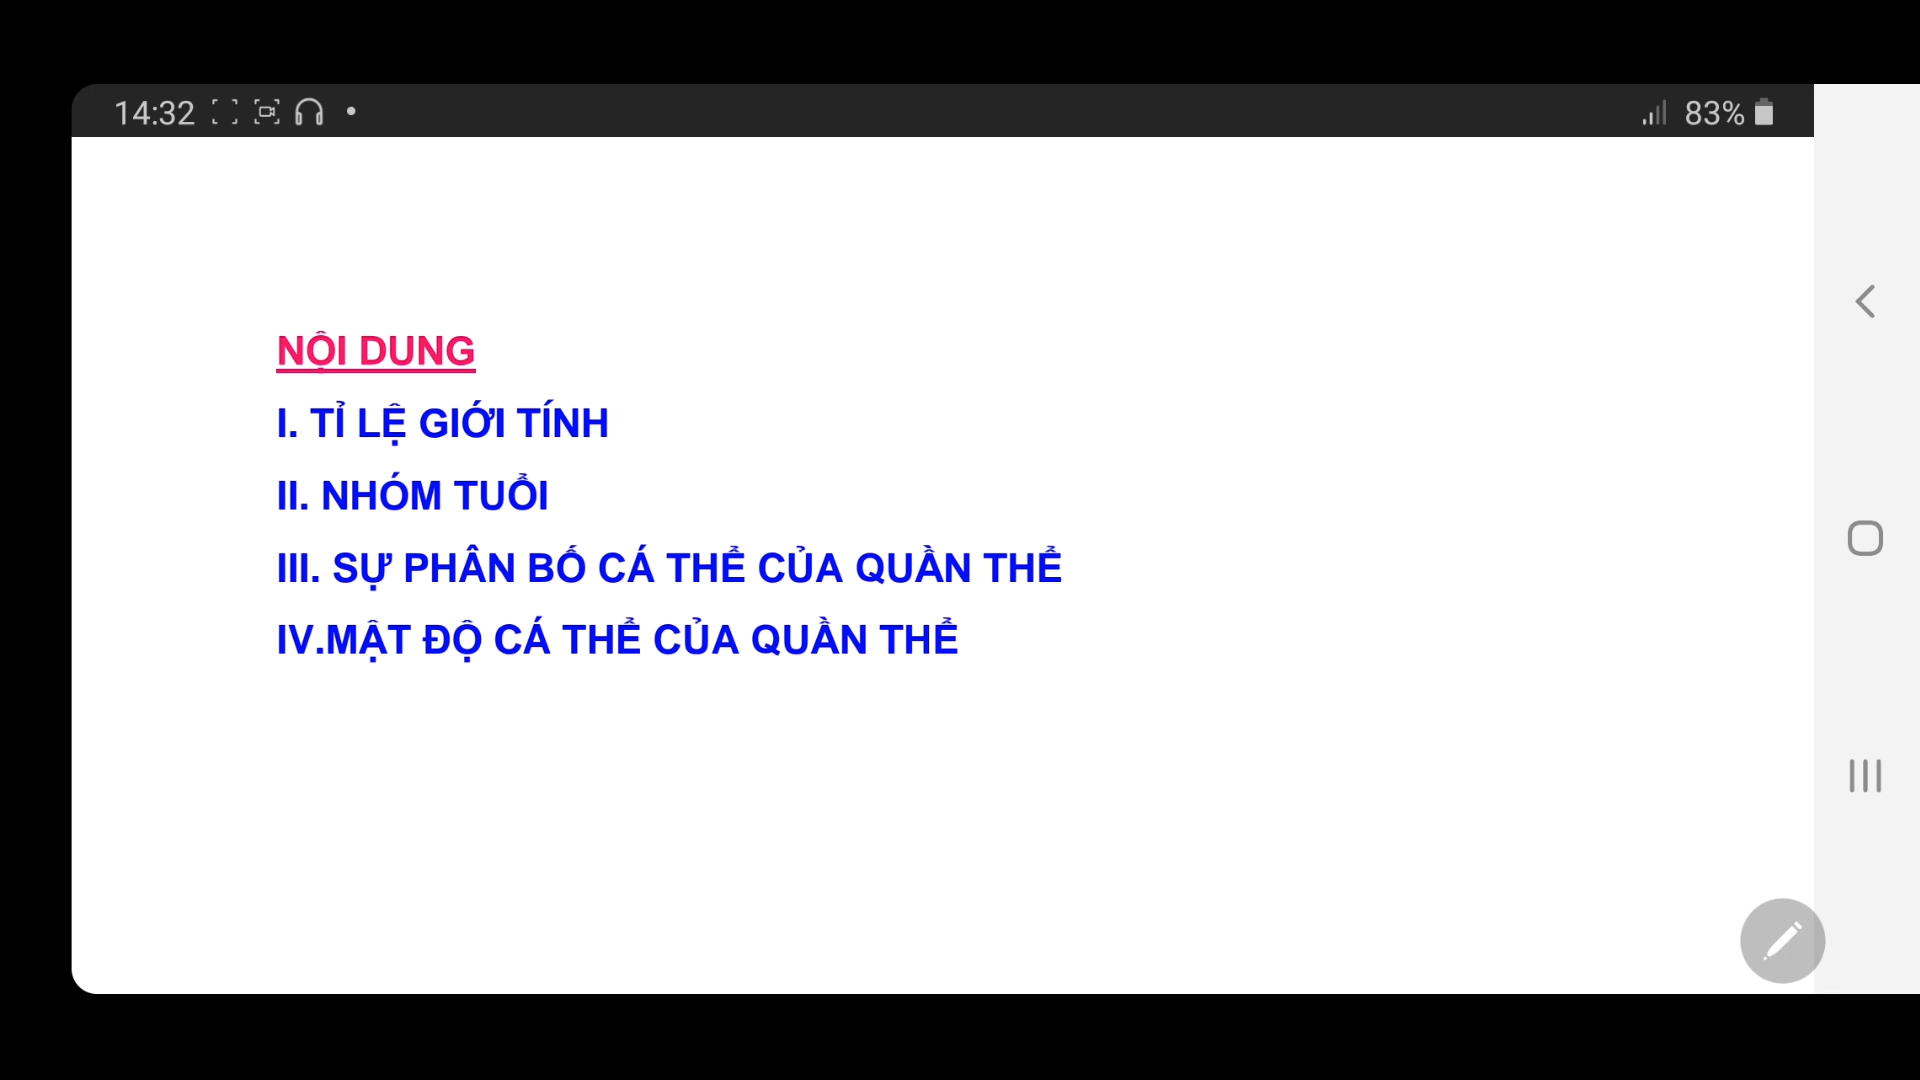 14:32
83%
NỘI DUNG
I. TỈ LỆ GIỚI TÍNH
II. NHÓM TUỔI
III. SỰ PHÂN BỐ CÁ THỂ CỦA QUẦN THỂ
IV.MẬT ĐỘ CÁ THỂ CỦA QUẦN THỂ